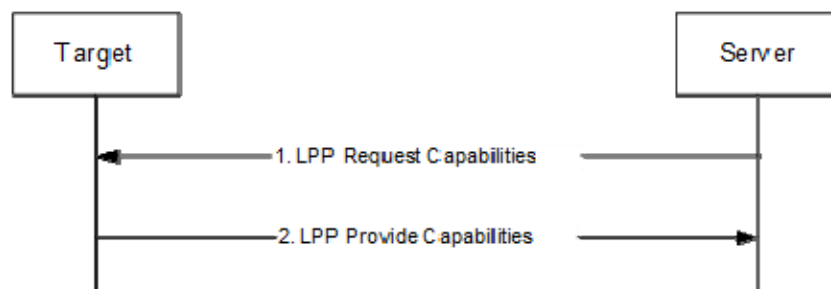 Target
Server
1. LPP Request Capabilities
2. LPP Provide Capabilities